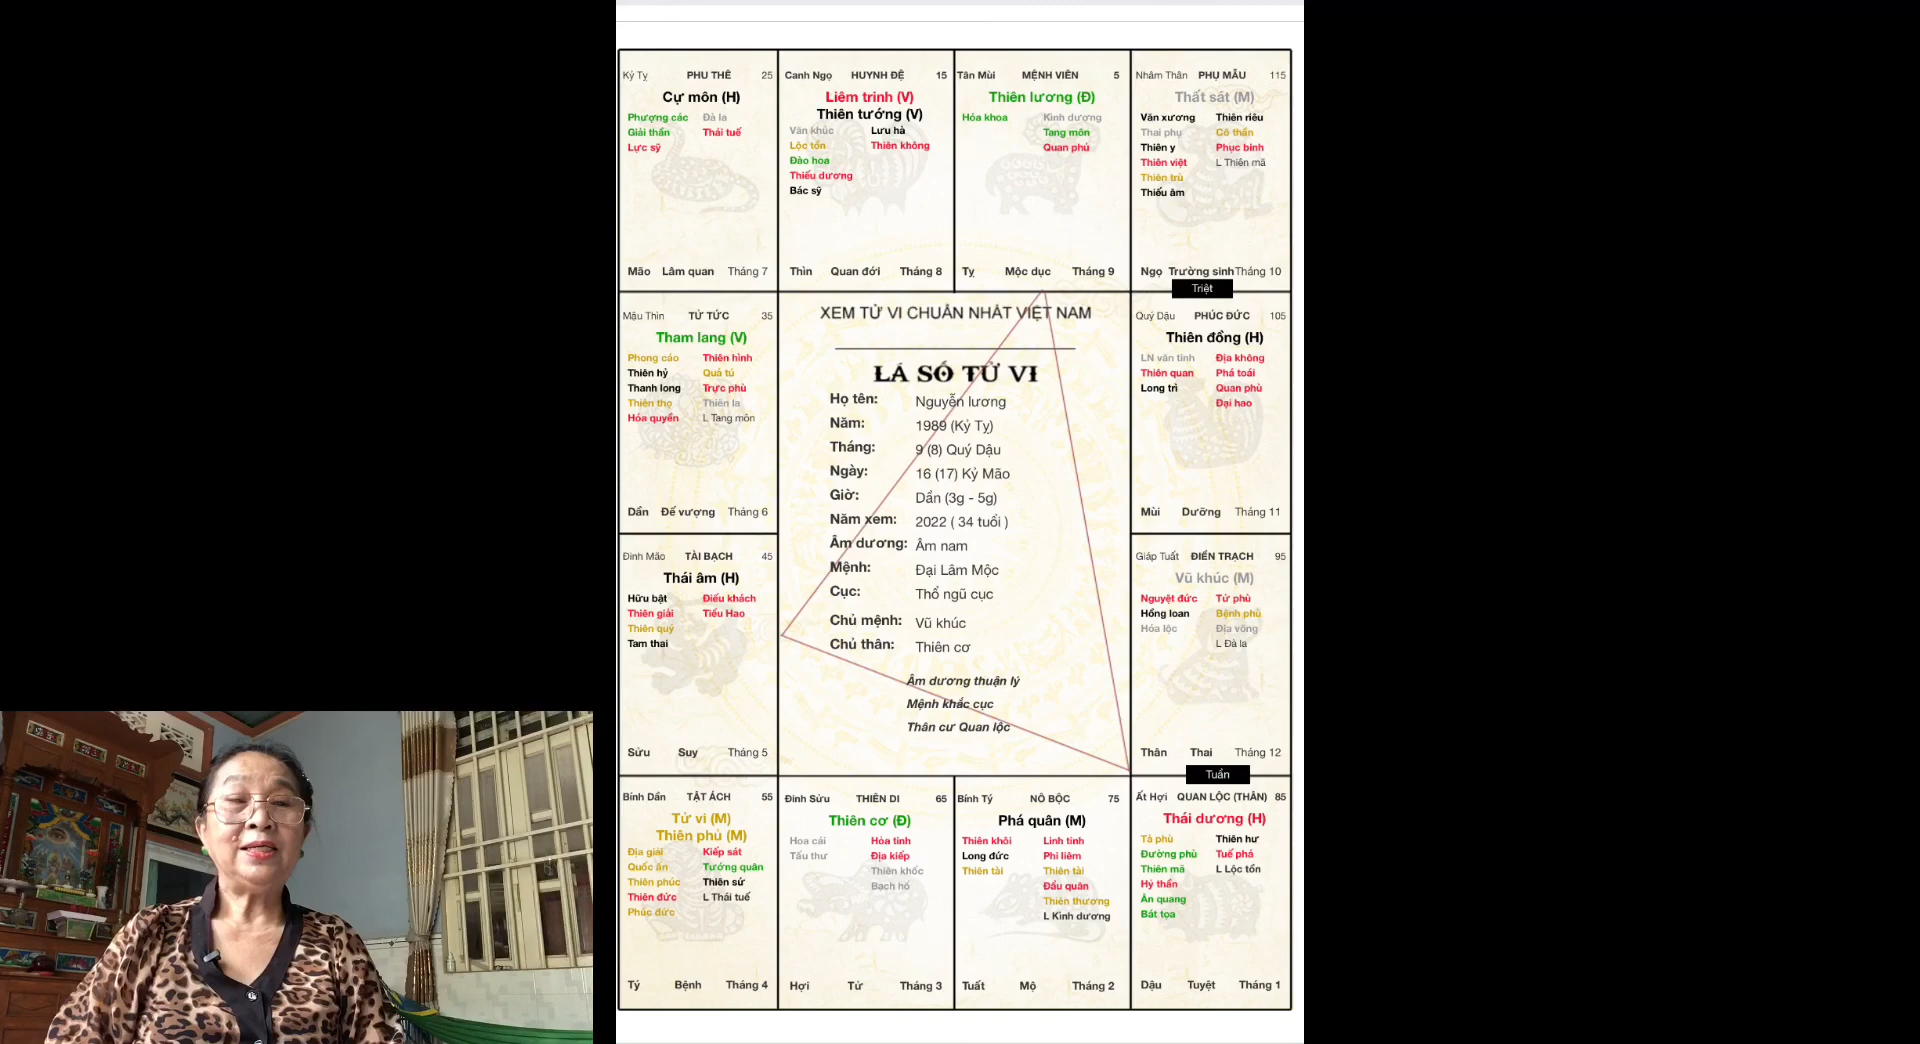 Kỷ Tỵ PHU THÊ 25
Cự môn (H)
Phượng các Đà la
Giải thần Thái tuế
Lực sỹ
Mão Lâm quan Tháng 7
Canh Ngọ HUYNH ĐỆ 15
Liêm trinh (V)
Thiên tướng (V)
Văn khúc Lưu hà
Lộc tồn Thiên không
Đào hoa
Thiếu dương
Bác sỹ
Thìn Quan đới Tháng 8
Tân Mùi MỆNH VIÊN 5
Thiên lương (Đ)
Hóa khoa Kình dương
Tang môn
Quan phủ
Tỵ Mộc dục Tháng 9
Nhâm Thân PHỤ MẪU 115
Thất sát (M)
Văn xương Thiên riêu
Thai phụ Cô thần
Thiên y Phục binh
Thiên việt L Thiên mã
Thiên trù
Thiếu âm
Ngọ Trường sinh Tháng 10
Triệt
Mậu Thìn TỬ TỨC 35
Tham lang (V)
Phong cáo Thiên hình
Thiên hỷ Quả tú
Thanh long Trực phù
Thiên thọ Thiên la
Hóa quyền L Tang môn
Dần Đế vượng Tháng 6
XEM TỬ VI CHUẨN NHẤT VIỆT NAM
LÁ SỐ TỬ VI
Họ tên: Nguyễn lương
Năm: 1989 (Kỷ Tỵ)
Tháng: 9 (8) Quý Dậu
Ngày: 16 (17) Kỷ Mão
Giờ: Dần (3g - 5g)
Năm xem: 2022 ( 34 tuổi )
Âm dương: Âm nam
Mệnh: Đại Lâm Mộc
Cục: Thổ ngũ cục
Chủ mệnh: Vũ khúc
Chủ thân: Thiên cơ
Âm dương thuận lý
Mệnh khắc cục
Thân cư Quan lộc
Quý Dậu PHÚC ĐỨC 105
Thiên đồng (H)
LN văn tinh Địa không
Thiên quan Phá toái
Long trì Quan phù
Đại hao
Mùi Dưỡng Tháng 11
Đinh Mão TÀI BẠCH 45
Thái âm (H)
Hữu bật Điếu khách
Thiên giải Tiểu Hao
Thiên quý
Tam thai
Sửu Suy Tháng 5
Giáp Tuất ĐIỀN TRẠCH 95
Vũ khúc (M)
Nguyệt đức Tử phù
Hồng loan Bệnh phù
Hóa lộc Địa võng
L Đà la
Thân Thai Tháng 12
Tuần
Bính Dần TẬT ÁCH 55
Tử vi (M)
Thiên phủ (M)
Địa giải Kiếp sát
Quốc ấn Tướng quân
Thiên phúc Thiên sứ
Thiên đức L Thái tuế
Phúc đức
Tý Bệnh Tháng 4
Đinh Sửu THIÊN DI 65
Thiên cơ (Đ)
Hoa cái Hỏa tinh
Tấu thư Địa kiếp
Thiên khốc
Bạch hổ
Hợi Tử Tháng 3
Bính Tý NÔ BỘC 75
Phá quân (M)
Thiên khôi Linh tinh
Long đức Phi liêm
Thiên tài Thiên tài
Đẩu quân
Thiên thương
L Kình dương
Tuất Mộ Tháng 2
Ất Hợi QUAN LỘC (THÂN) 85
Thái dương (H)
Tả phù Thiên hư
Đường phù Tuế phá
Thiên mã L Lộc tồn
Hỷ thần
Ân quang
Bát tọa
Dậu Tuyệt Tháng 1